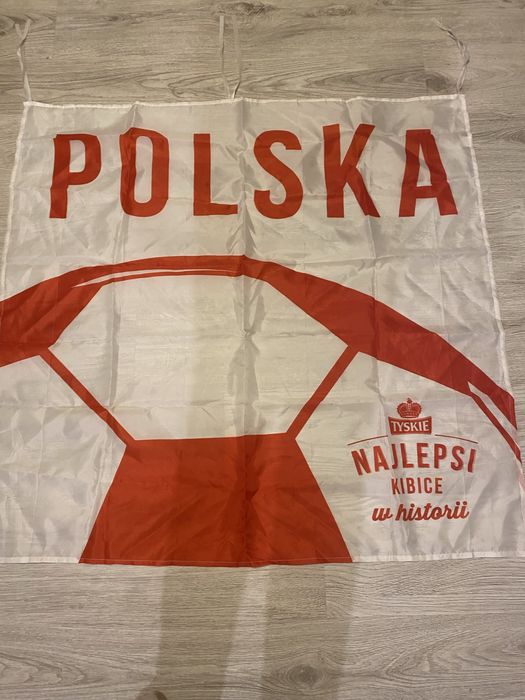 POLSKA
TYSKIE
NAJLEPSI
KIBICE
w historii